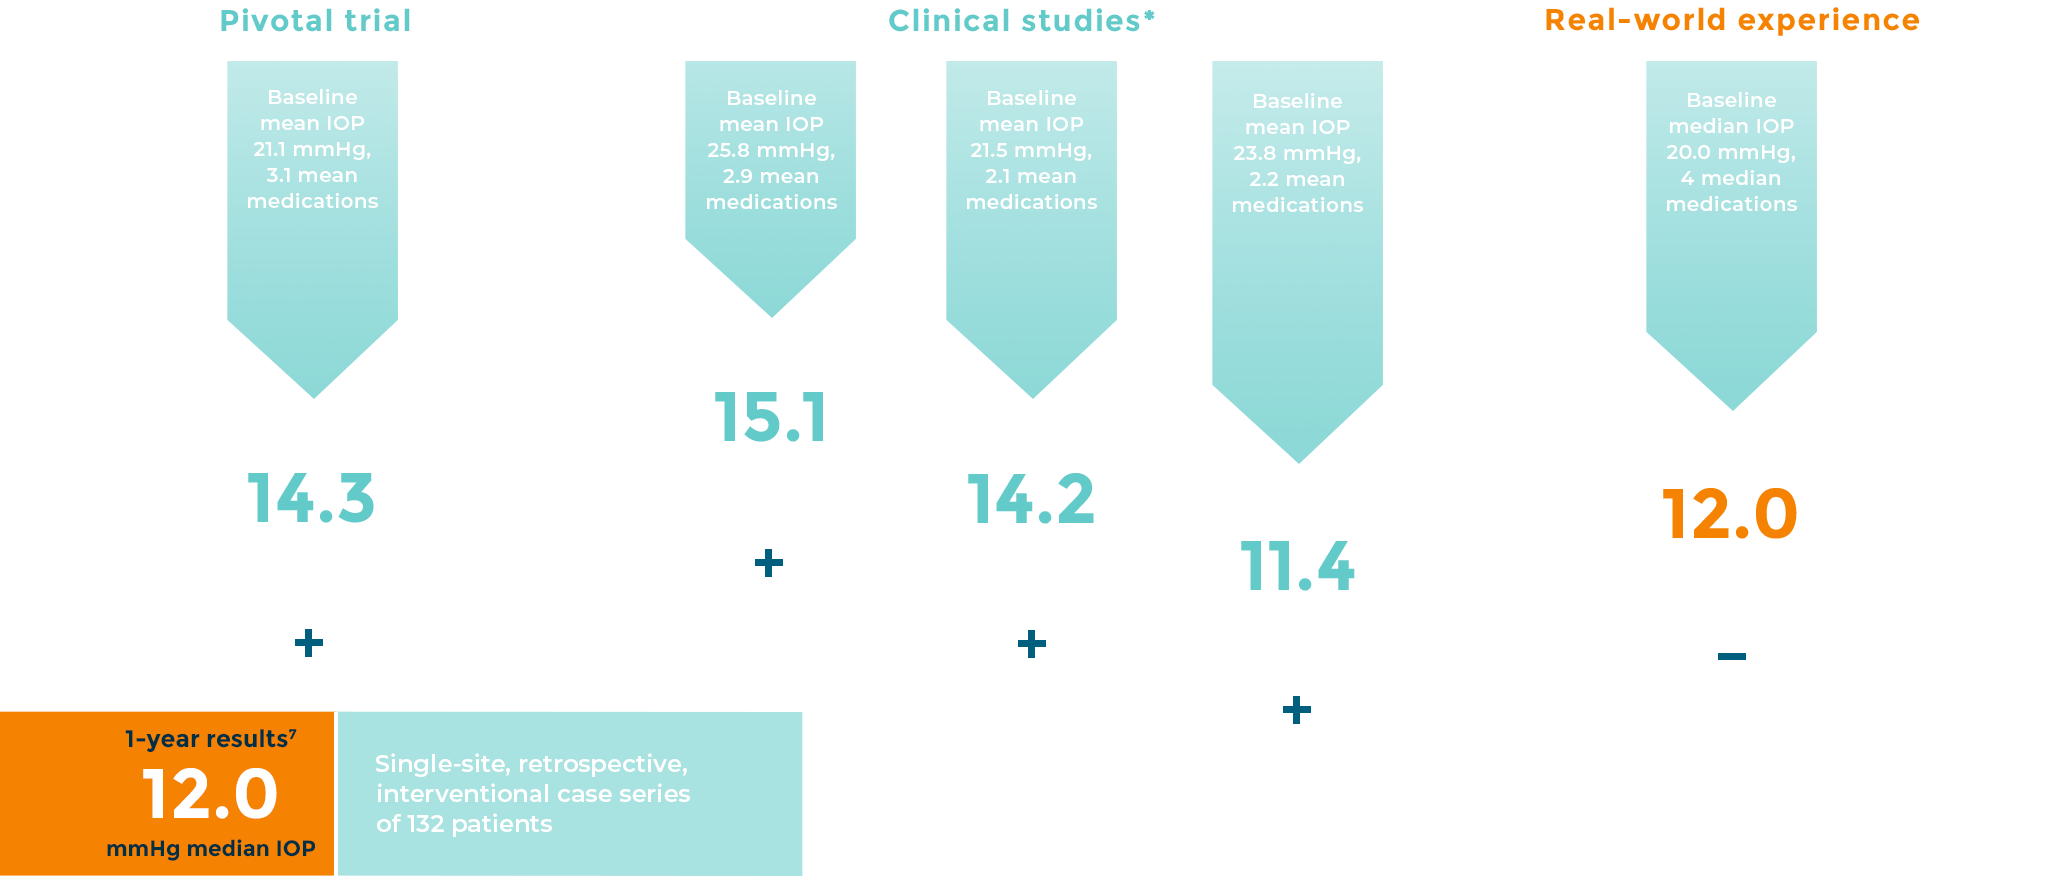 Pivotal trial
Clinical studies*
Real-world experience
Baseline
mean IOP
21.1 mmHg,
3.1 mean
medications
14.3
+
Baseline
mean IOP
25.8 mmHg,
2.9 mean
medications
15.1
+
Baseline
mean IOP
21.5 mmHg,
2.1 mean
medications
14.2
+
Baseline
mean IOP
23.8 mmHg,
2.2 mean
medications
11.4
+
Baseline
median IOP
20.0 mmHg,
4 median
medications
12.0
–
1-year results⁷
12.0
mmHg median IOP
Single-site, retrospective,
interventional case series
of 132 patients